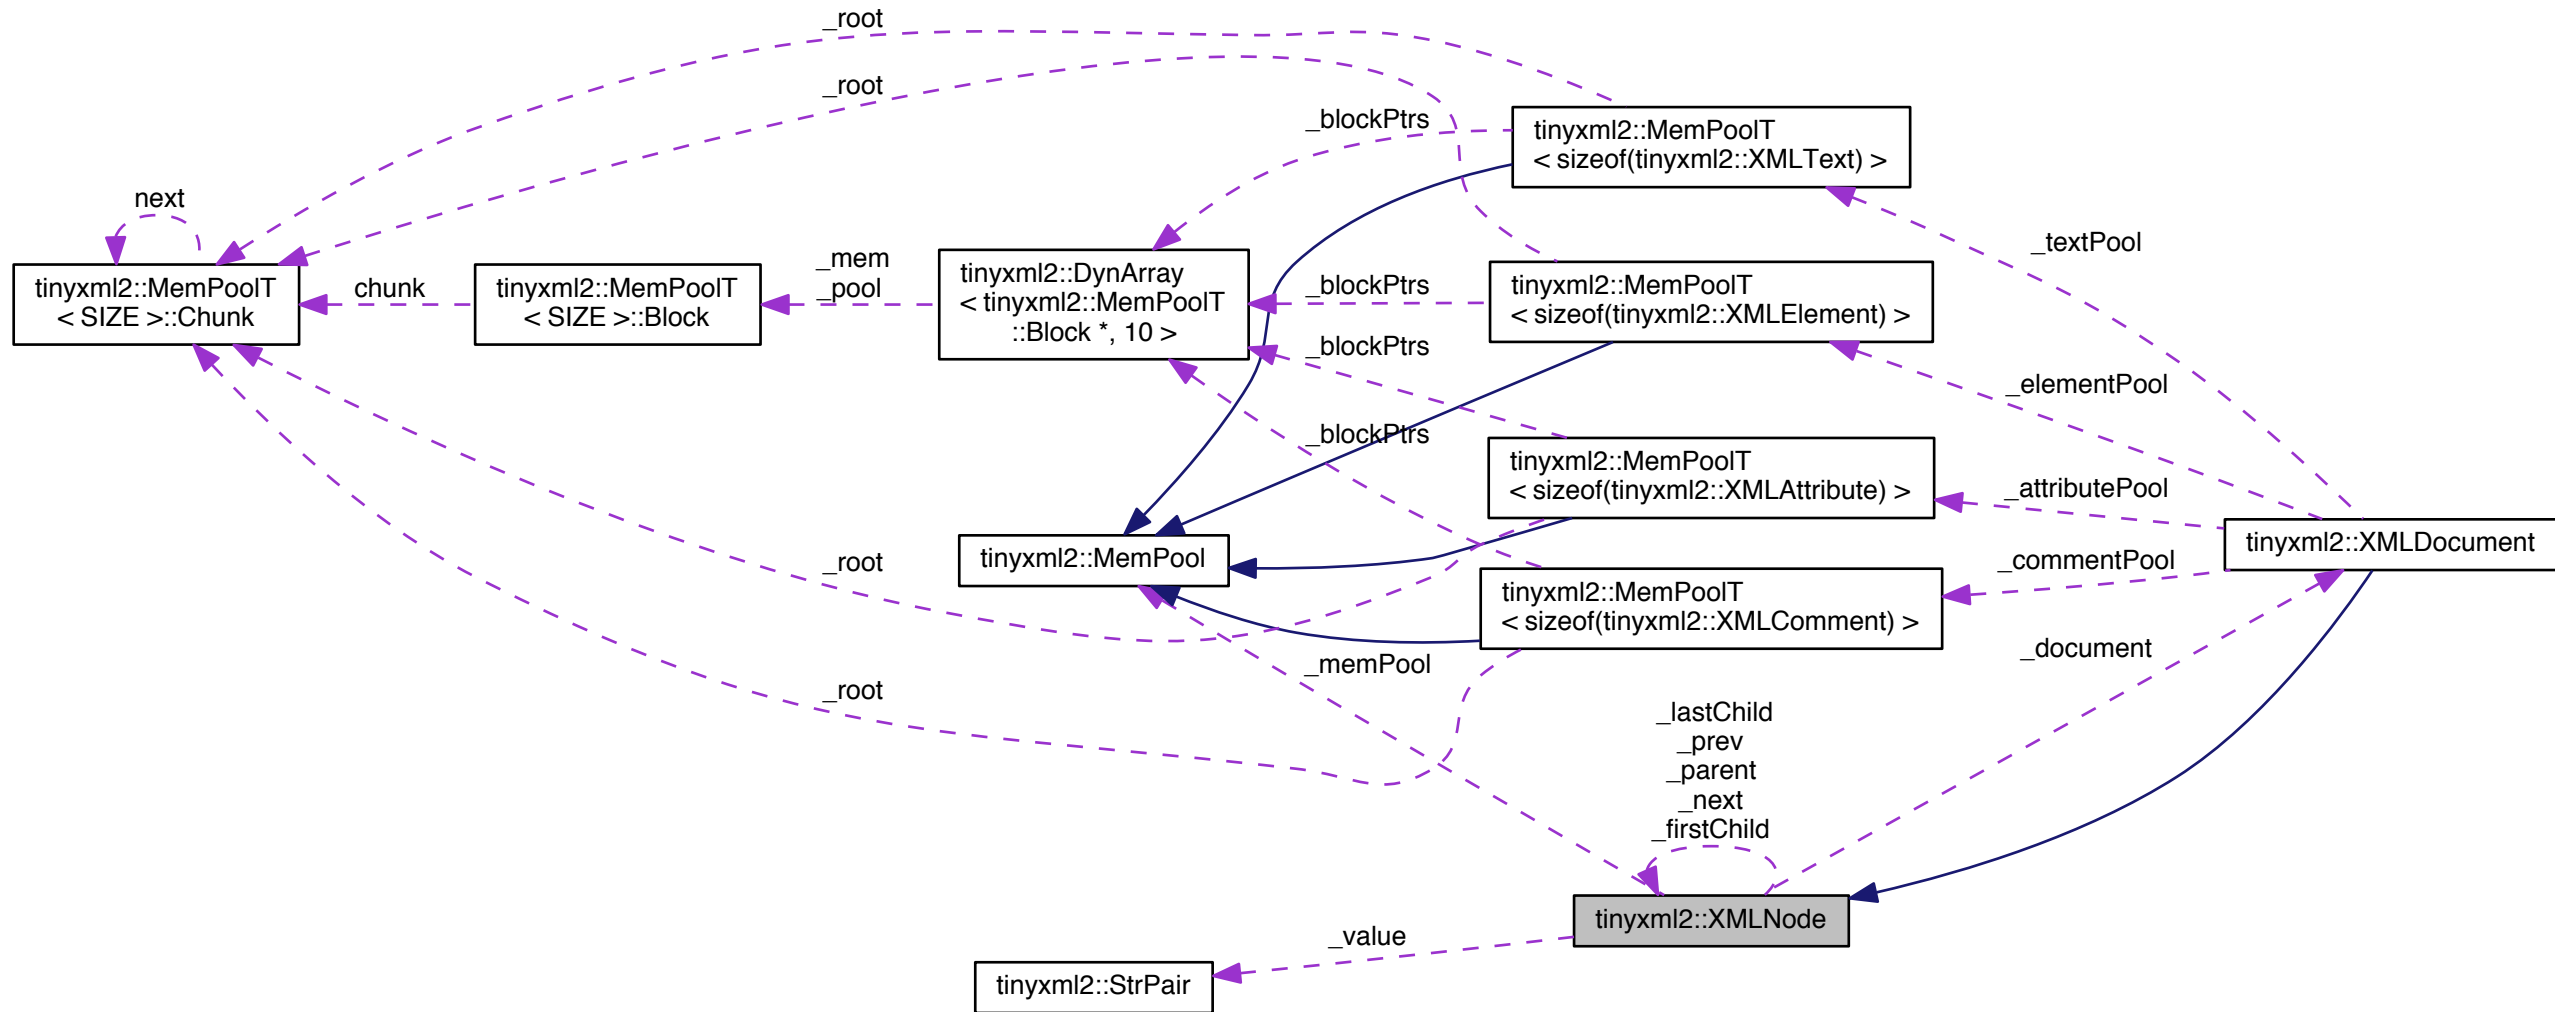 _root
_root
_blockPtrs
tinyxml2::MemPoolT
< sizeof(tinyxml2::XMLText) >
next
_textPool
tinyxml2::MemPoolT
< SIZE >::Chunk
chunk
tinyxml2::MemPoolT
< SIZE >::Block
_mem
_pool
tinyxml2::DynArray
< tinyxml2::MemPoolT
::Block *, 10 >
_blockPtrs
tinyxml2::MemPoolT
< sizeof(tinyxml2::XMLElement) >
_blockPtrs
_elementPool
_blockPtrs
tinyxml2::MemPoolT
< sizeof(tinyxml2::XMLAttribute) >
_attributePool
tinyxml2::XMLDocument
tinyxml2::MemPool
_root
_commentPool
tinyxml2::MemPoolT
< sizeof(tinyxml2::XMLComment) >
_memPool
_document
_root
_lastChild
_prev
_parent
_next
_firstChild
tinyxml2::XMLNode
_value
tinyxml2::StrPair